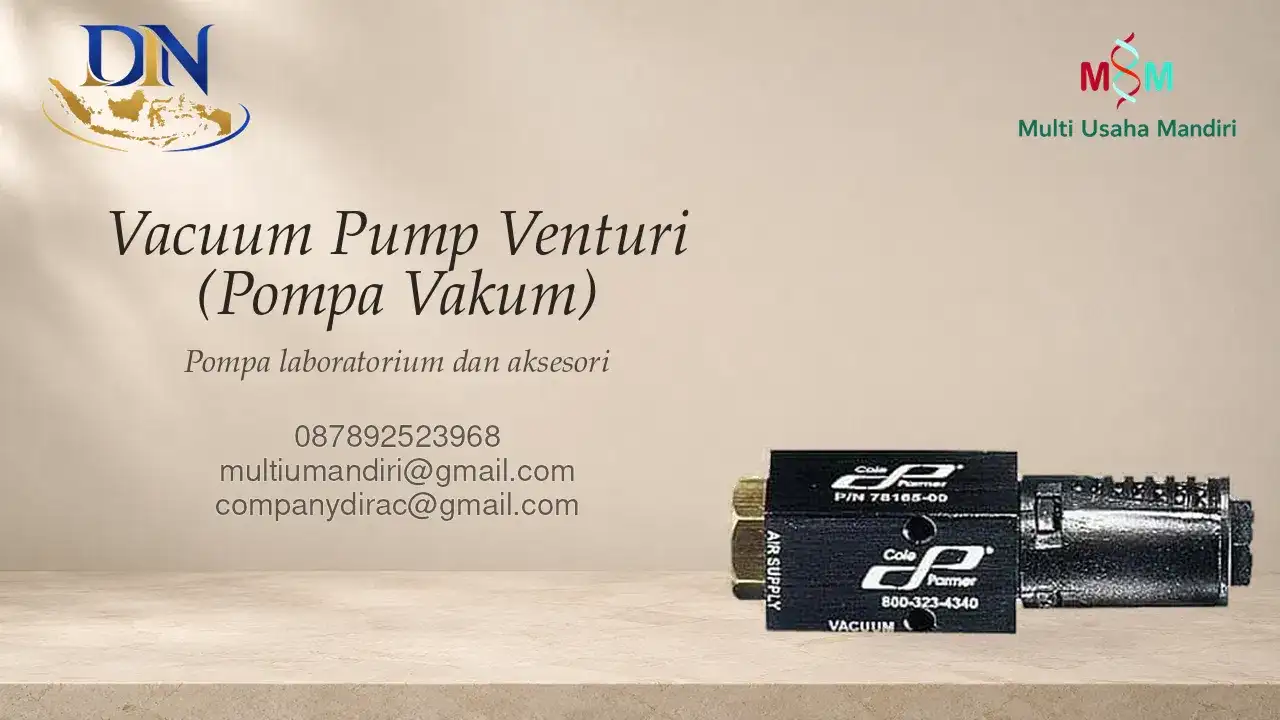 DN
M M
Multi Usaha Mandiri
Vacuum Pump Venturi
(Pompa Vakum)
Pompa laboratorium dan aksesori
087892523968
multiumandiri@gmail.com
companydirac@gmail.com
Cole
Parmer
P/N 78165-00
AIR SUPPLY
Cole
Parmer
800-323-4340
VACUUM